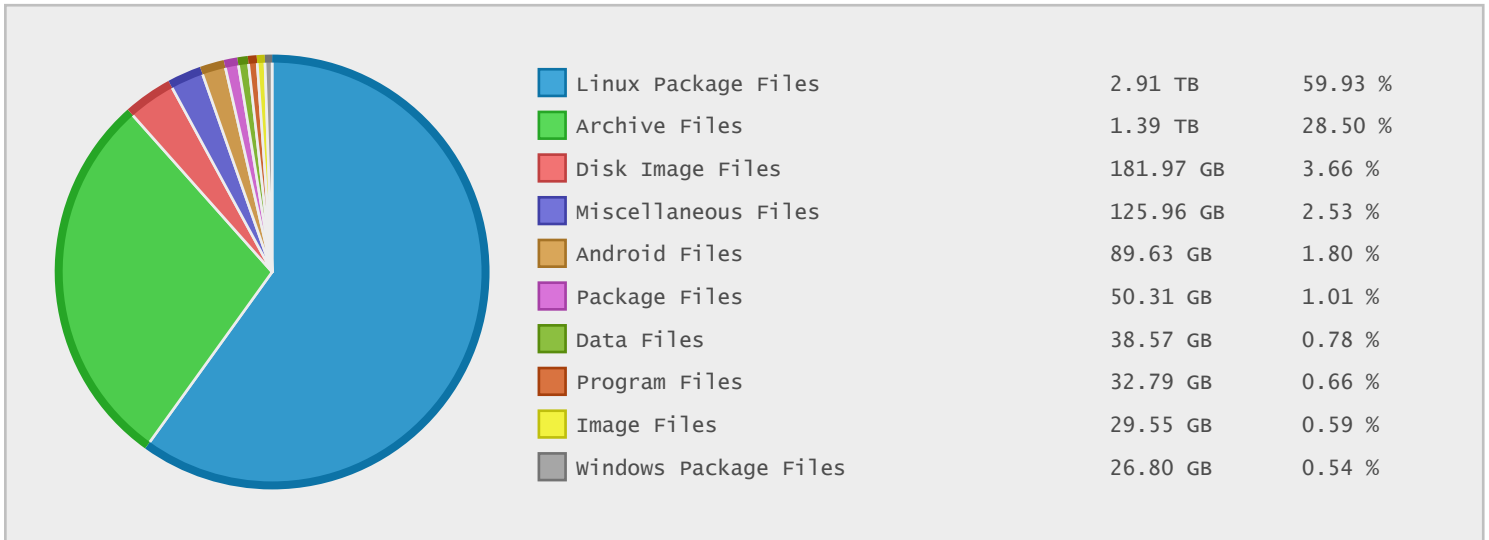 Linux Package Files 2.91 TB 59.93 %
Archive Files 1.39 TB 28.50 %
Disk Image Files 181.97 GB 3.66 %
Miscellaneous Files 125.96 GB 2.53 %
Android Files 89.63 GB 1.80 %
Package Files 50.31 GB 1.01 %
Data Files 38.57 GB 0.78 %
Program Files 32.79 GB 0.66 %
Image Files 29.55 GB 0.59 %
Windows Package Files 26.80 GB 0.54 %